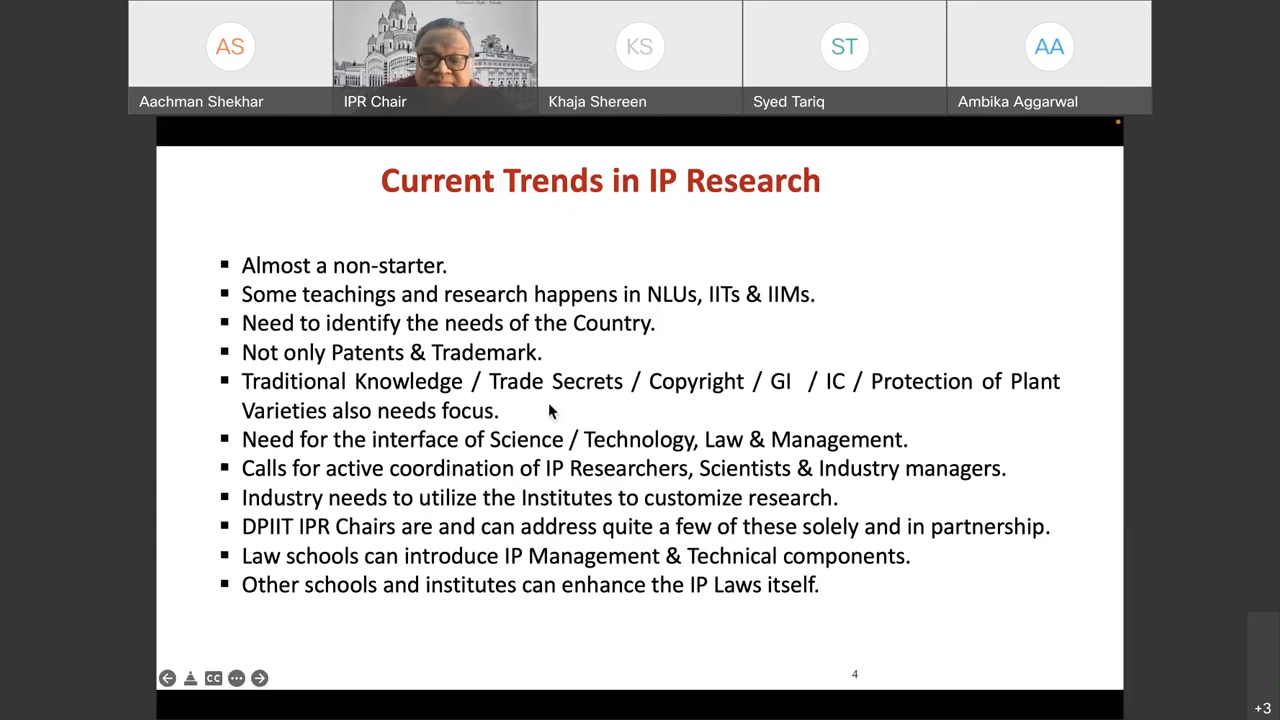 AS
KS
ST
AA
Aachman Shekhar
IPR Chair
Khaja Shereen
Syed Tariq
Ambika Aggarwal
Current Trends in IP Research
▪ Almost a non-starter.
▪ Some teachings and research happens in NLUs, IITs & IIMs.
▪ Need to identify the needs of the Country.
▪ Not only Patents & Trademark.
▪ Traditional Knowledge / Trade Secrets / Copyright / GI / IC / Protection of Plant
Varieties also needs focus.
▪ Need for the interface of Science / Technology, Law & Management.
▪ Calls for active coordination of IP Researchers, Scientists & Industry managers.
▪ Industry needs to utilize the Institutes to customize research.
▪ DPIIT IPR Chairs are and can address quite a few of these solely and in partnership.
▪ Law schools can introduce IP Management & Technical components.
▪ Other schools and institutes can enhance the IP Laws itself.
CC
4
+3